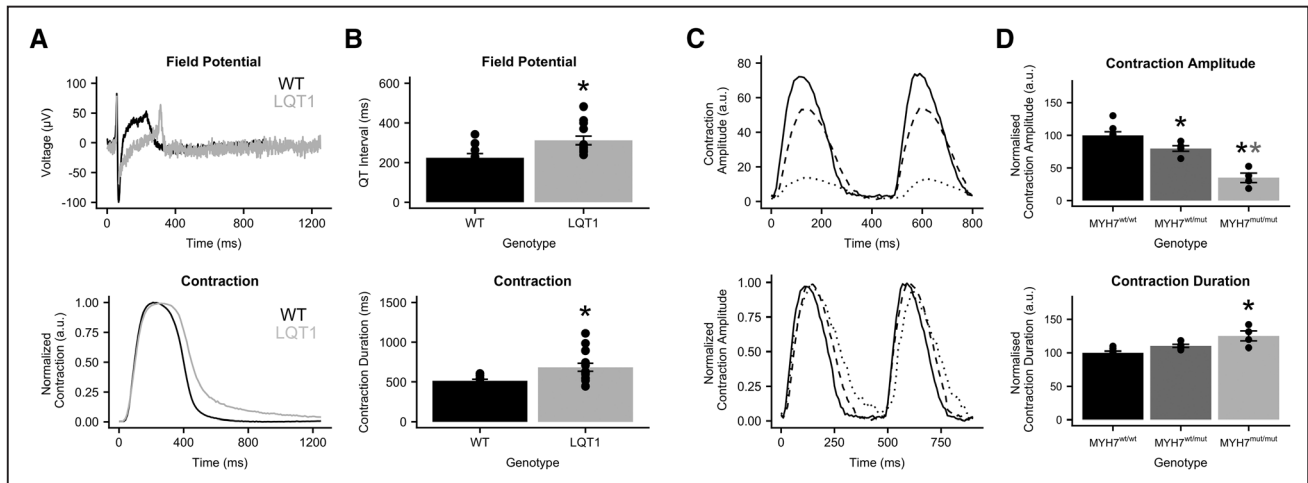 A
Field Potential
WT
LQT1
Voltage (µV)
100
50
0
-50
-100
0
400
800
1200
Time (ms)
Contraction
WT
LQT1
Normalized
Contraction (a.u.)
1.00
0.75
0.50
0.25
0.00
0
400
800
1200
Time (ms)
B
Field Potential
*
QT Interval (ms)
600
400
200
0
WT
LQT1
Genotype
Contraction
*
Contraction Duration (ms)
1500
1000
500
0
WT
LQT1
Genotype
C
Contraction
Amplitude (a.u.)
80
60
40
20
0
0
200
400
600
800
Time (ms)
Normalized
Contraction Amplitude
1.00
0.75
0.50
0.25
0.00
0
250
500
750
Time (ms)
D
Contraction Amplitude
*
**
Normalised
Contraction Amplitude (a.u.)
150
100
50
0
MYH7wt/wt
MYH7wt/mut
MYH7mut/mut
Genotype
Contraction Duration
*
Normalised
Contraction Duration (a.u.)
150
100
50
0
MYH7wt/wt
MYH7wt/mut
MYH7mut/mut
Genotype